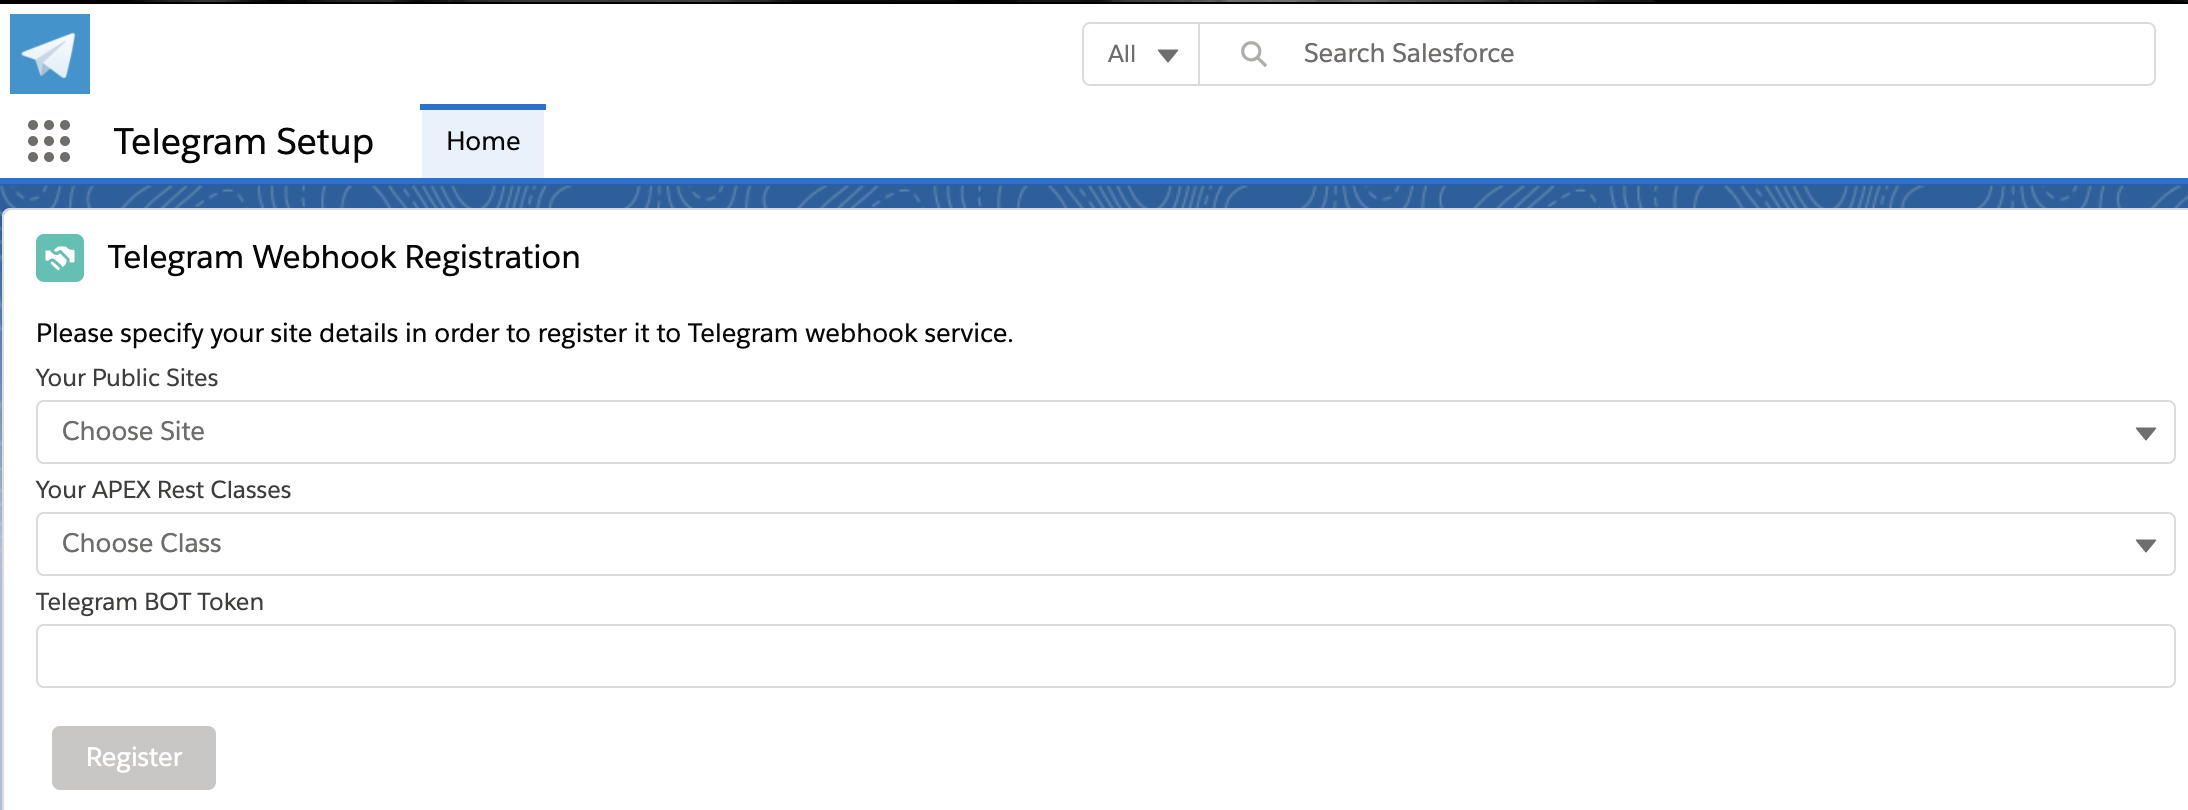 All
Search Salesforce
Telegram Setup
Home
Telegram Webhook Registration
Please specify your site details in order to register it to Telegram webhook service.
Your Public Sites
Choose Site
Your APEX Rest Classes
Choose Class
Telegram BOT Token
Register